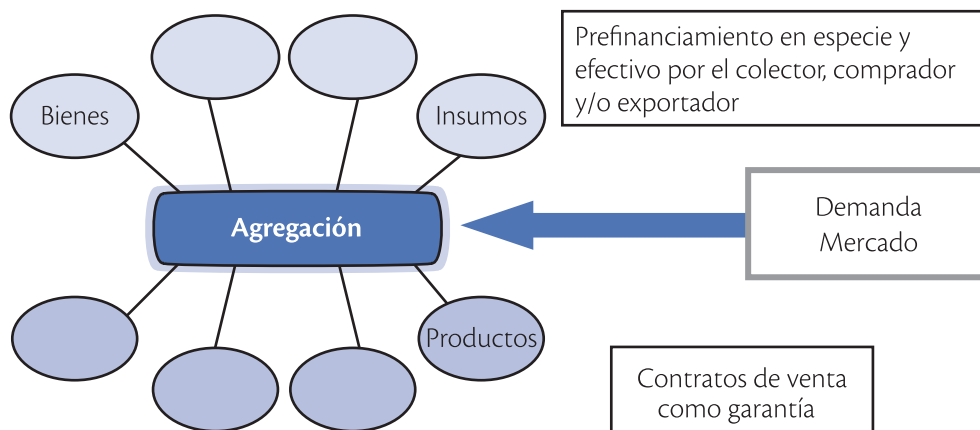 Prefinanciamiento en especie y
efectivo por el colector, comprador
y/o exportador
Bienes
Insumos
Agregación
Demanda
Mercado
Productos
Contratos de venta
como garantía